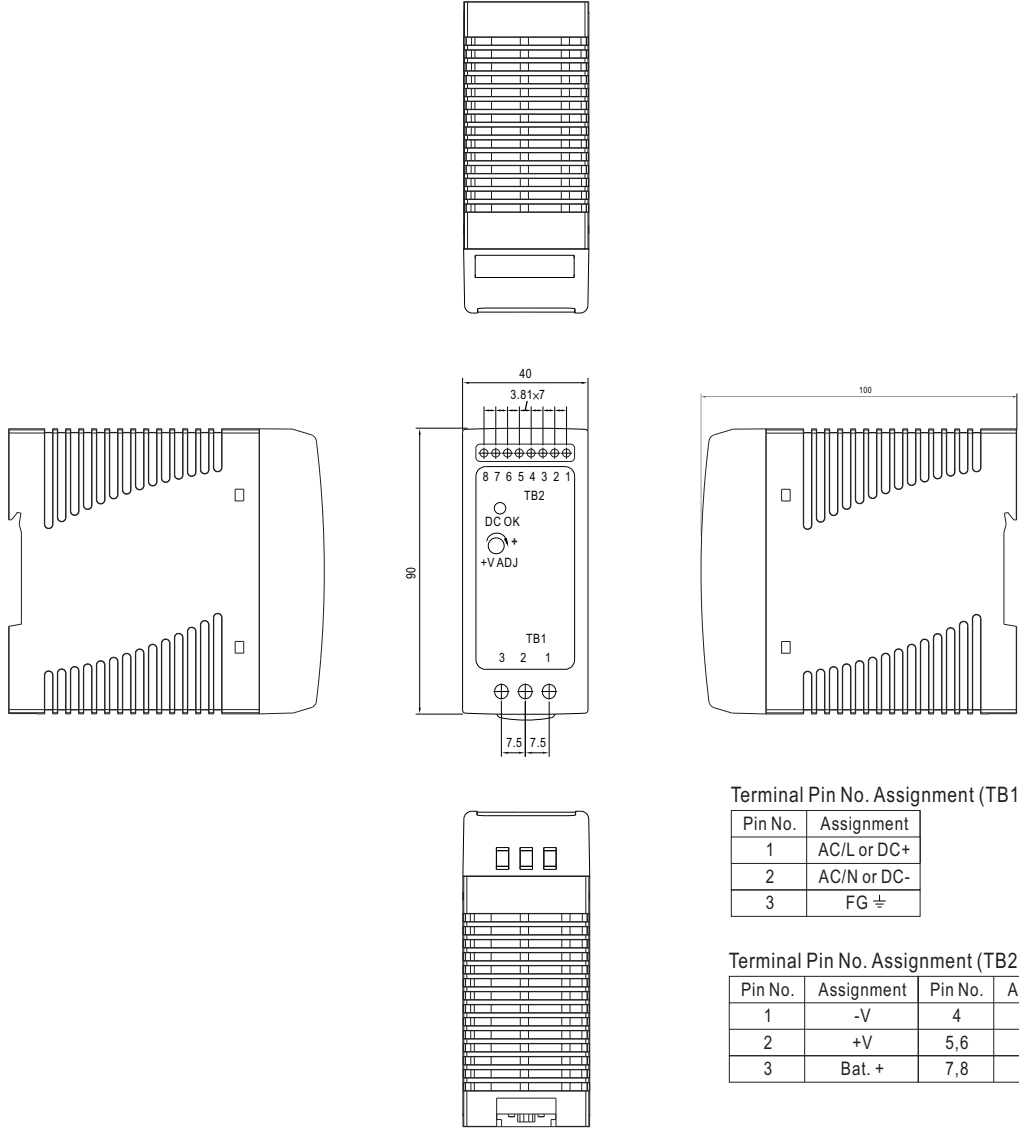 40
3.81×7
100
8 7 6 5 4 3 2 1
TB2
DC OK
+
+V ADJ
90
TB1
3 2 1
7.5 7.5
Terminal Pin No. Assignment (TB1
Pin No. Assignment
1 AC/L or DC+
2 AC/N or DC-
3 FG ⏚
Terminal Pin No. Assignment (TB2
Pin No. Assignment Pin No. A
1 -V 4
2 +V 5,6
3 Bat. + 7,8